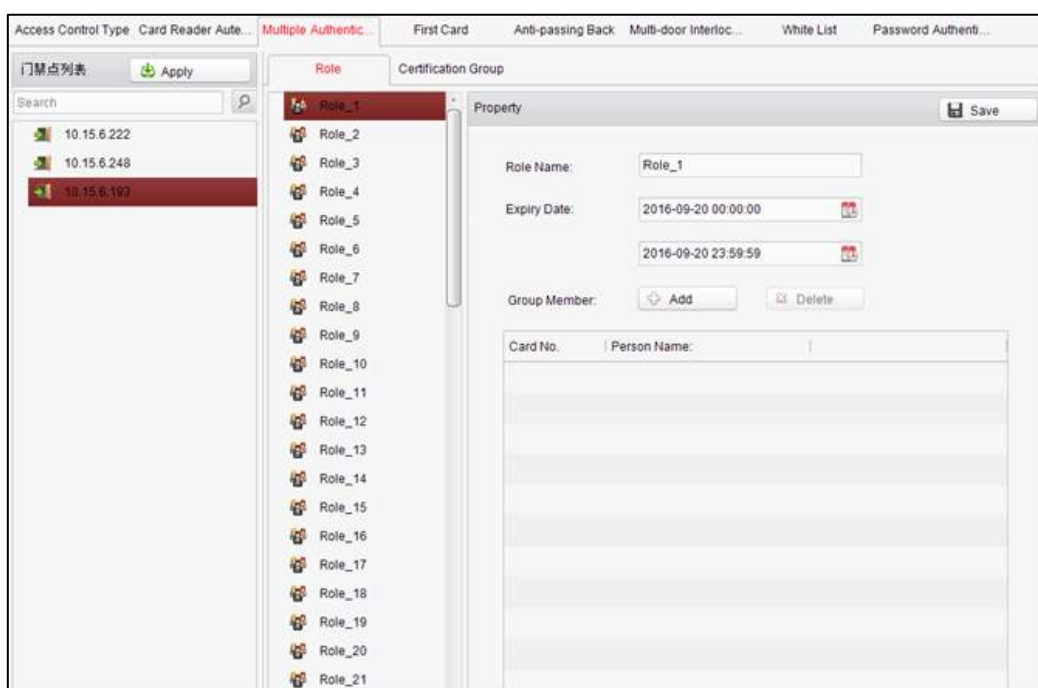 Access Control Type Card Reader Aute... Multiple Authentic... First Card Anti-passing Back Multi-door Interloc... White List Password Authenti...
门禁点列表 Apply
Search
10.15.6.222
10.15.6.248
10.15.6.193
Role Certification Group
Role_1
Role_2
Role_3
Role_4
Role_5
Role_6
Role_7
Role_8
Role_9
Role_10
Role_11
Role_12
Role_13
Role_14
Role_15
Role_16
Role_17
Role_18
Role_19
Role_20
Role_21
Property Save
Role Name: Role_1
Expiry Date: 2016-09-20 00:00:00
2016-09-20 23:59:59
Group Member: Add Delete
Card No. Person Name: